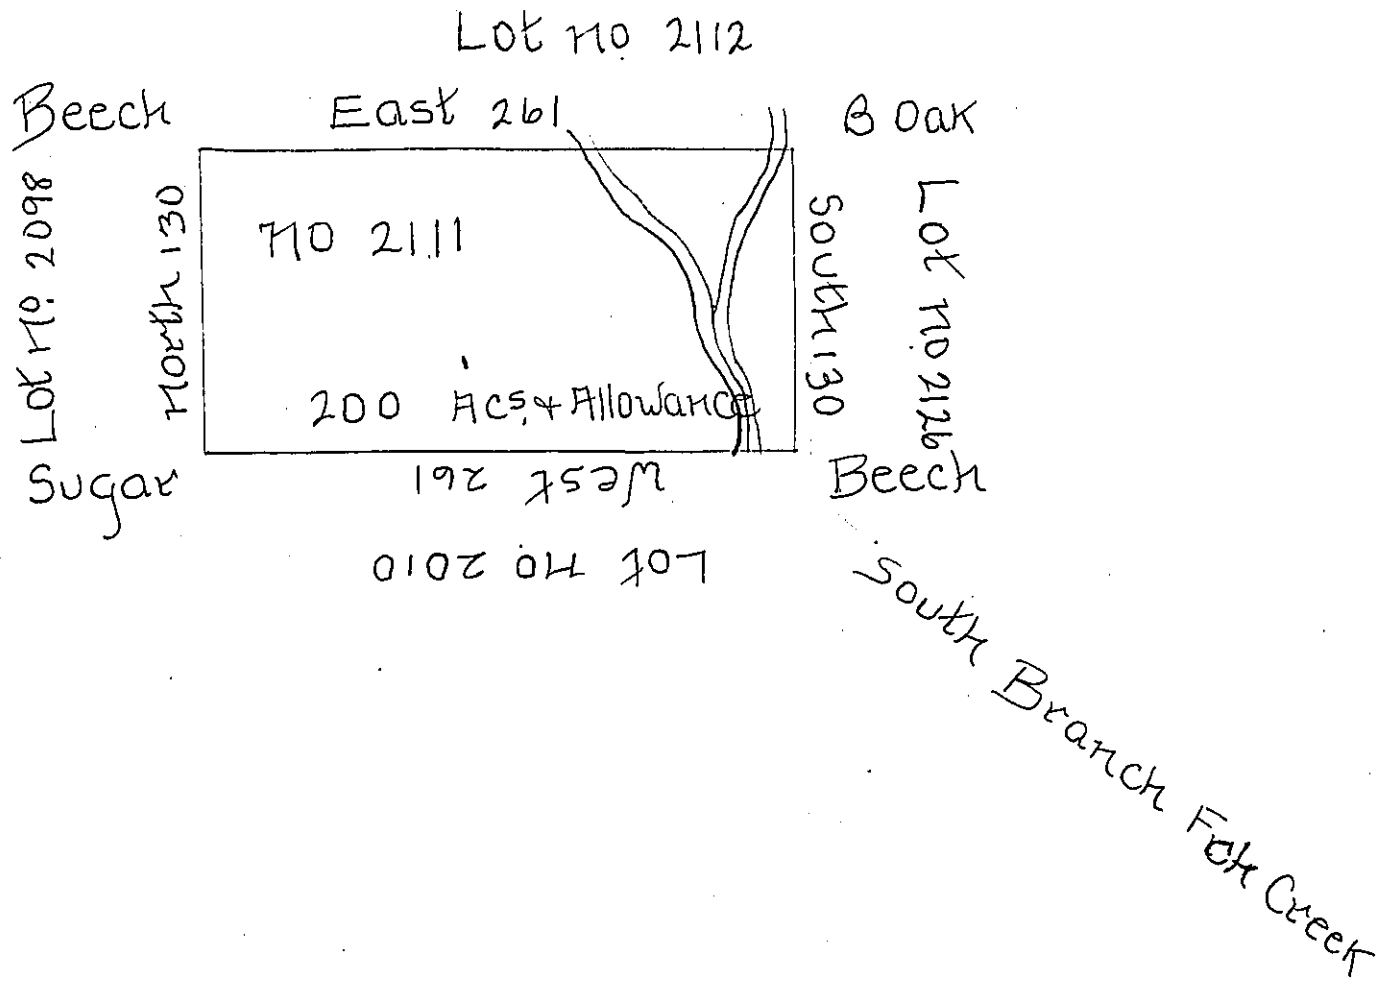 Lot No. 2112
Beech
East 261
B Oak
Lot No. 2098
North 130
No 2111
South 130
Lot No 2126
200 Acs. & Allowance
Sugar
West 261
Beech
Lot No 2010
South Branch Creek